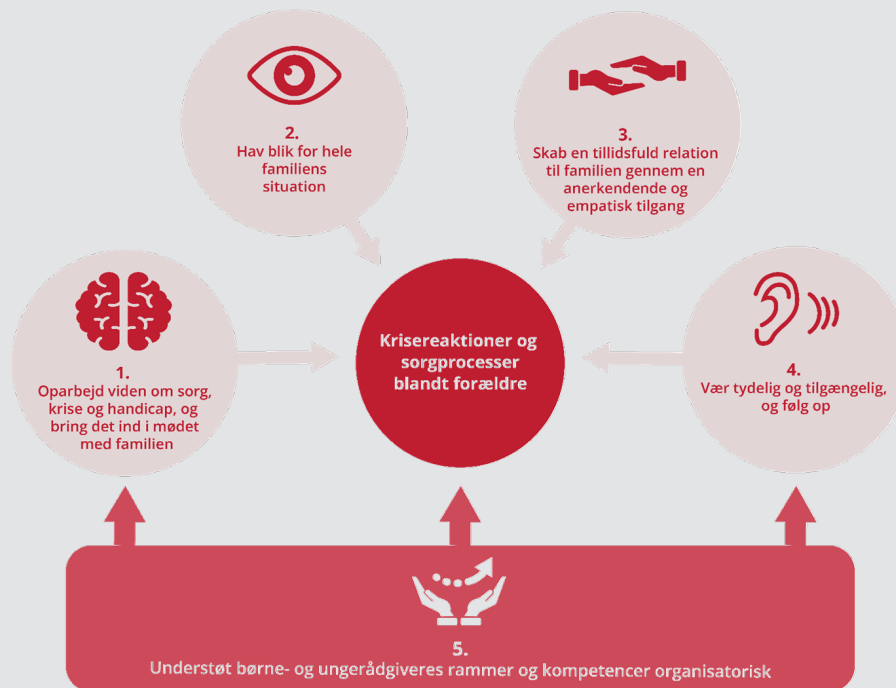 1.
Oparbejd viden om sorg,
krise og handicap, og
bring det ind i mødet
med familien
2.
Hav blik for hele
familiens
situation
3.
Skab en tillidsfuld relation
til familien gennem en
anerkendende og
empatisk tilgang
4.
Vær tydelig og tilgængelig,
og følg op
Krisereaktioner og
sorgprocesser
blandt forældre
5.
Understøt børne- og ungerådgiveres rammer og kompetencer organisatorisk